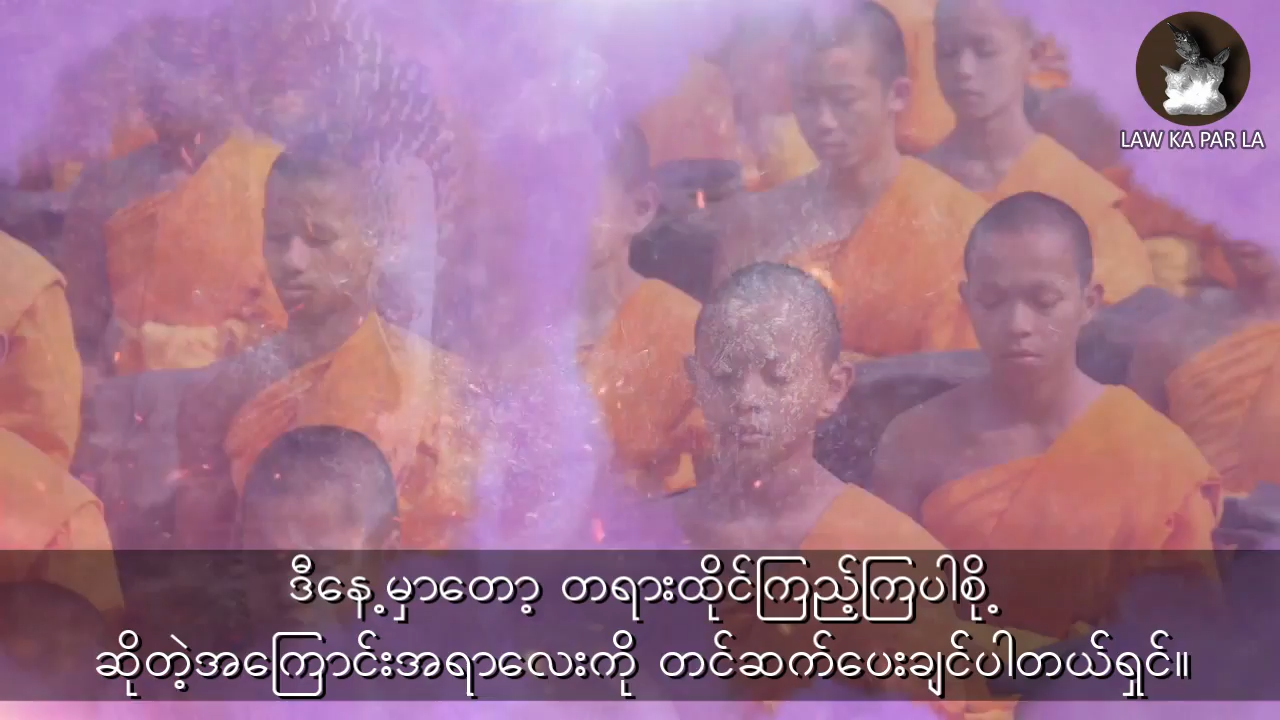 LAW KA PAR LA
ဒီနေ့မှာတော့ တရားထိုင်ကြည့်ကြပါစို့
ဆိုတဲ့အကြောင်းအရာလေးကို တင်ဆက်ပေးချင်ပါတယ်ရှင်။